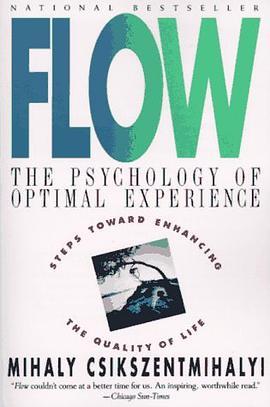 NATIONAL BESTSELLER
FLOW
THE PSYCHOLOGY OF
OPTIMAL EXPERIENCE
STEPS TOWARD ENHANCING
THE QUALITY OF LIFE
MIHALY CSIKSZENTMIHALYI
"Flow couldn't come at a better time for us. An inspiring, worthwhile read."
—Chicago Sun-Times